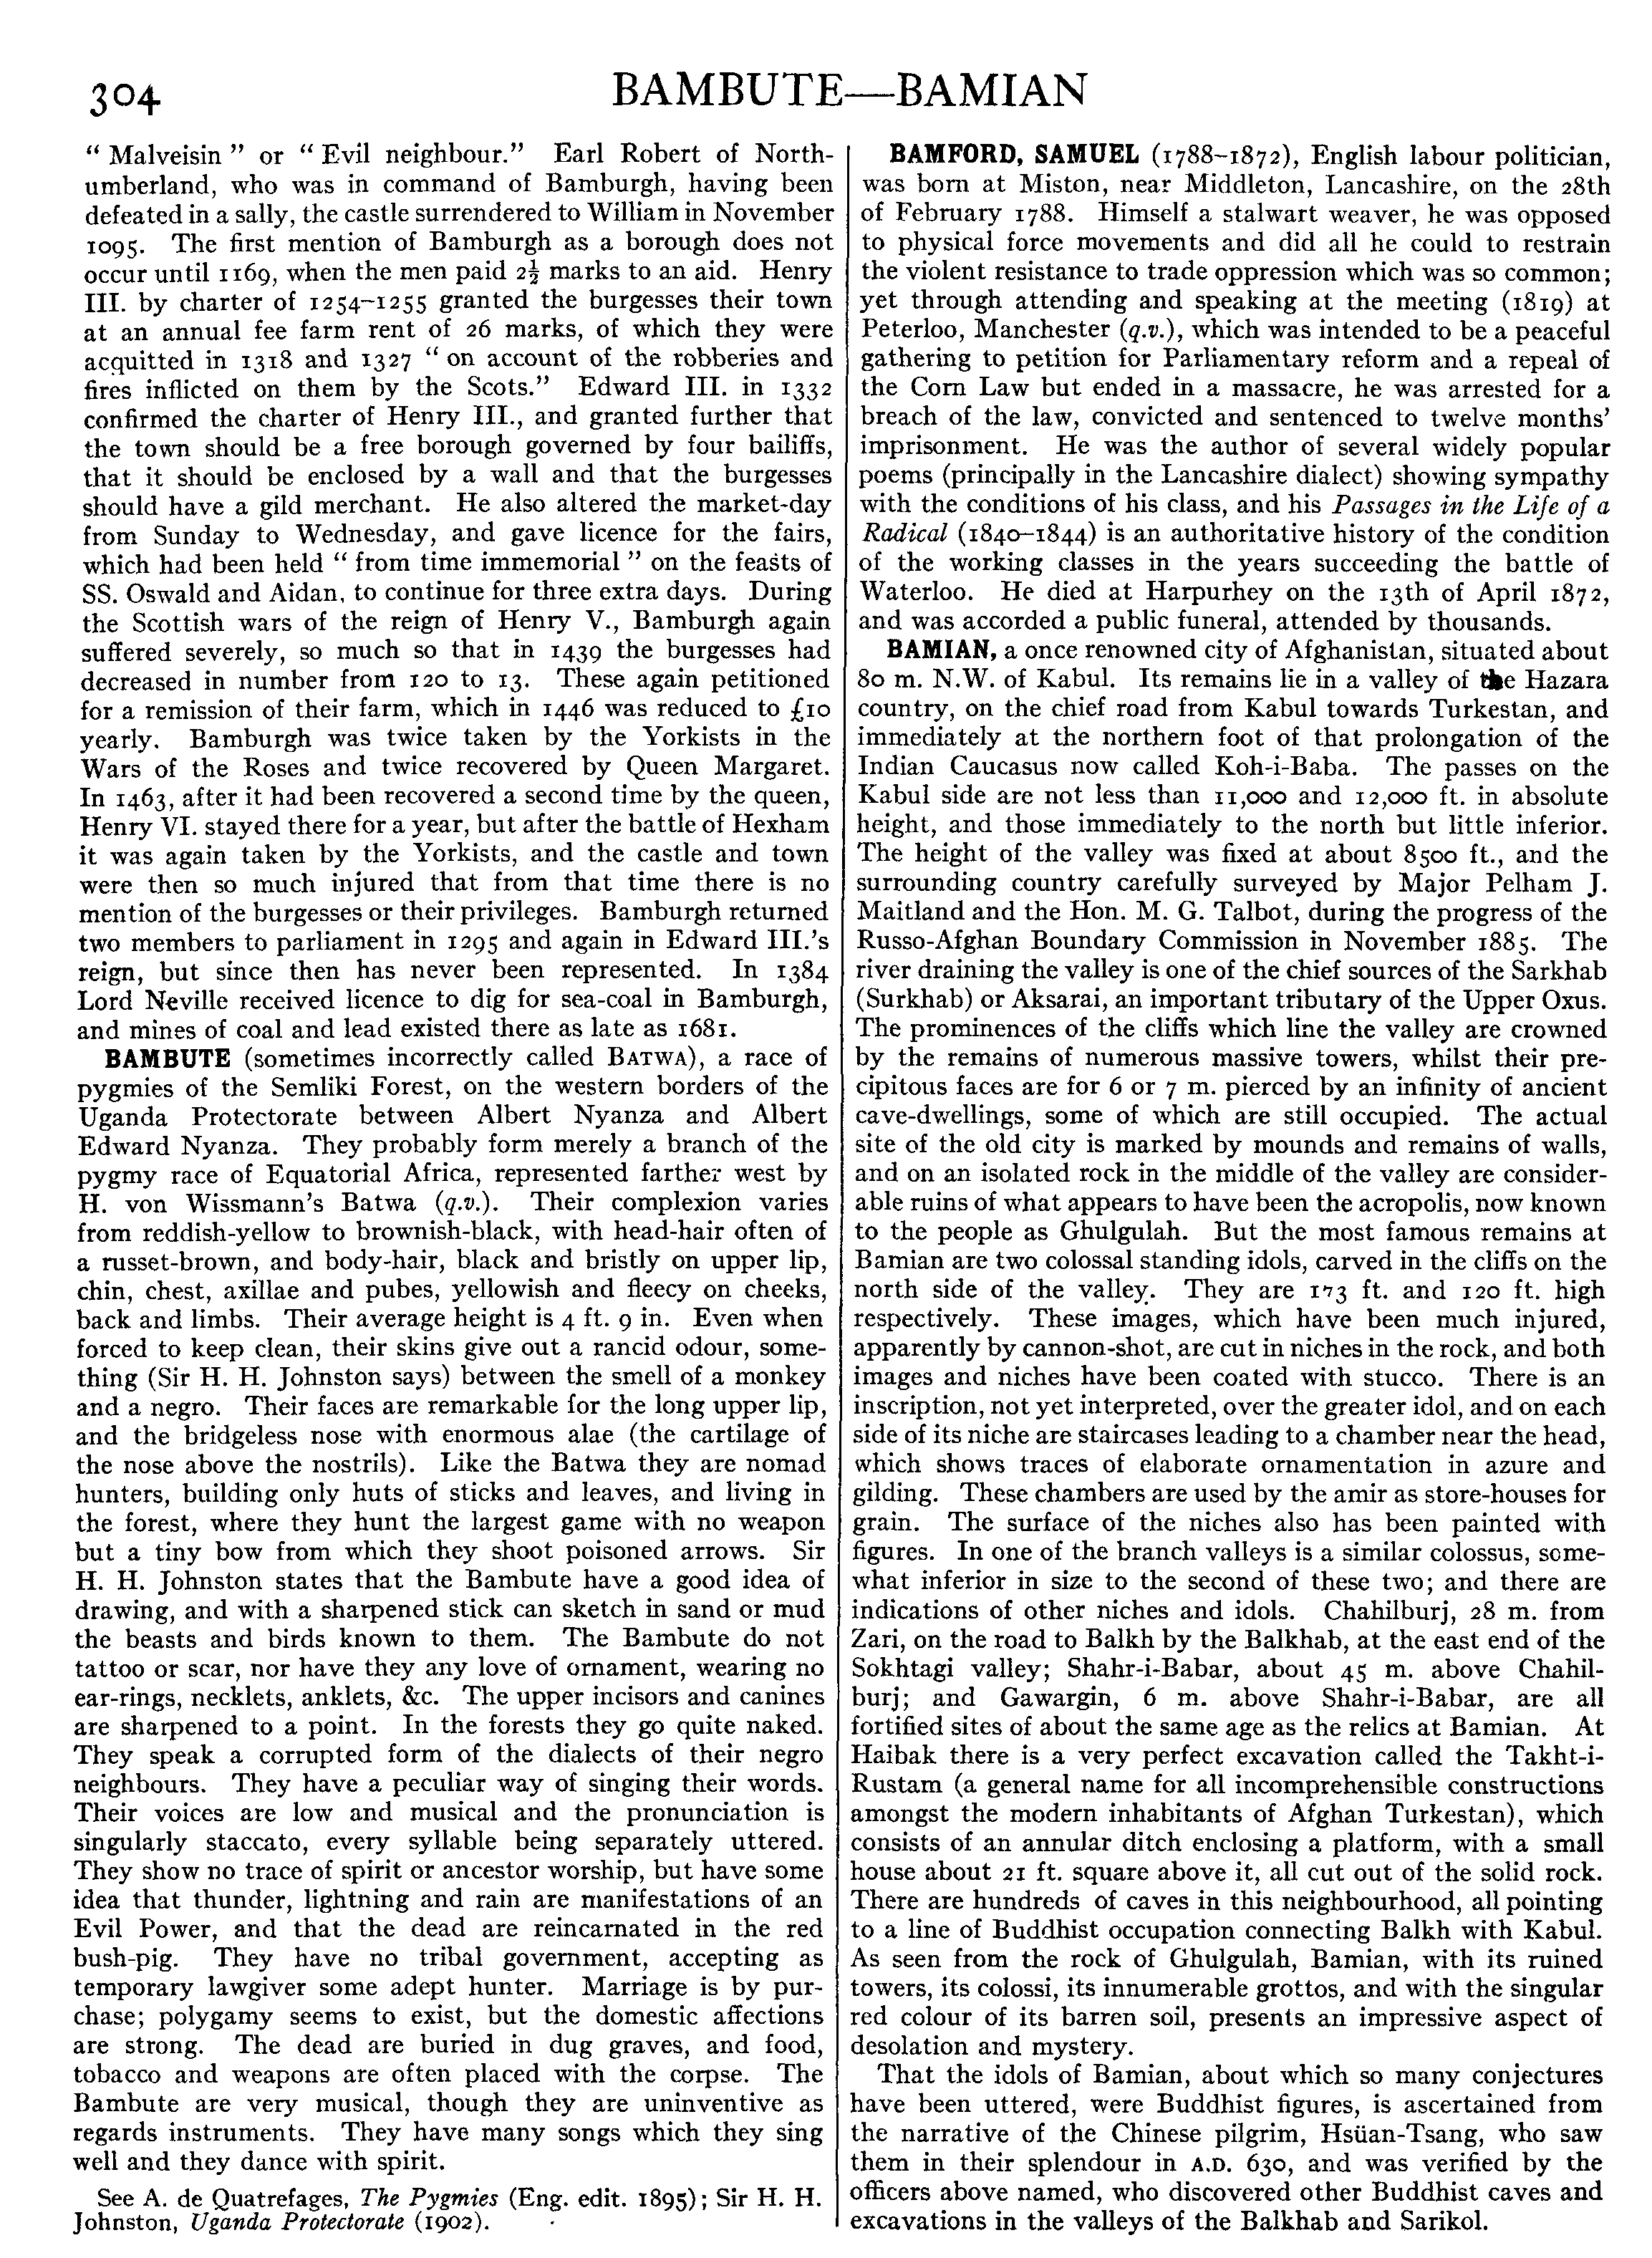 304
BAMBUTE—BAMIAN
“ Malveisin ” or “ Evil neighbour.” Earl Robert of North-
umberland, who was in command of Bamburgh, having been
defeated in a sally, the castle surrendered to William in November
1095. The first mention of Bamburgh as a borough does not
occur until 1169, when the men paid 2½ marks to an aid. Henry
III. by charter of 1254–1255 granted the burgesses their town
at an annual fee farm rent of 26 marks, of which they were
acquitted in 1318 and 1327 “ on account of the robberies and
fires inflicted on them by the Scots.” Edward III. in 1332
confirmed the charter of Henry III., and granted further that
the town should be a free borough governed by four bailiffs,
that it should be enclosed by a wall and that the burgesses
should have a gild merchant. He also altered the market-day
from Sunday to Wednesday, and gave licence for the fairs,
which had been held “ from time immemorial ” on the feasts of
SS. Oswald and Aidan, to continue for three extra days. During
the Scottish wars of the reign of Henry V., Bamburgh again
suffered severely, so much so that in 1439 the burgesses had
decreased in number from 120 to 13. These again petitioned
for a remission of their farm, which in 1446 was reduced to £10
yearly. Bamburgh was twice taken by the Yorkists in the
Wars of the Roses and twice recovered by Queen Margaret.
In 1463, after it had been recovered a second time by the queen,
Henry VI. stayed there for a year, but after the battle of Hexham
it was again taken by the Yorkists, and the castle and town
were then so much injured that from that time there is no
mention of the burgesses or their privileges. Bamburgh returned
two members to parliament in 1295 and again in Edward III.’s
reign, but since then has never been represented. In 1384
Lord Neville received licence to dig for sea-coal in Bamburgh,
and mines of coal and lead existed there as late as 1681.
BAMBUTE (sometimes incorrectly called BATWA), a race of
pygmies of the Semliki Forest, on the western borders of the
Uganda Protectorate between Albert Nyanza and Albert
Edward Nyanza. They probably form merely a branch of the
pygmy race of Equatorial Africa, represented farther west by
H. von Wissmann’s Batwa (q.v.). Their complexion varies
from reddish-yellow to brownish-black, with head-hair often of
a russet-brown, and body-hair, black and bristly on upper lip,
chin, chest, axillae and pubes, yellowish and fleecy on cheeks,
back and limbs. Their average height is 4 ft. 9 in. Even when
forced to keep clean, their skins give out a rancid odour, some-
thing (Sir H. H. Johnston says) between the smell of a monkey
and a negro. Their faces are remarkable for the long upper lip,
and the bridgeless nose with enormous alae (the cartilage of
the nose above the nostrils). Like the Batwa they are nomad
hunters, building only huts of sticks and leaves, and living in
the forest, where they hunt the largest game with no weapon
but a tiny bow from which they shoot poisoned arrows. Sir
H. H. Johnston states that the Bambute have a good idea of
drawing, and with a sharpened stick can sketch in sand or mud
the beasts and birds known to them. The Bambute do not
tattoo or scar, nor have they any love of ornament, wearing no
ear-rings, necklets, anklets, &c. The upper incisors and canines
are sharpened to a point. In the forests they go quite naked.
They speak a corrupted form of the dialects of their negro
neighbours. They have a peculiar way of singing their words.
Their voices are low and musical and the pronunciation is
singularly staccato, every syllable being separately uttered.
They show no trace of spirit or ancestor worship, but have some
idea that thunder, lightning and rain are manifestations of an
Evil Power, and that the dead are reincarnated in the red
bush-pig. They have no tribal government, accepting as
temporary lawgiver some adept hunter. Marriage is by pur-
chase; polygamy seems to exist, but the domestic affections
are strong. The dead are buried in dug graves, and food,
tobacco and weapons are often placed with the corpse. The
Bambute are very musical, though they are uninventive as
regards instruments. They have many songs which they sing
well and they dance with spirit.
See A. de Quatrefages, The Pygmies (Eng. edit. 1895); Sir H. H.
Johnston, Uganda Protectorate (1902).
BAMFORD, SAMUEL (1788–1872), English labour politician,
was born at Miston, near Middleton, Lancashire, on the 28th
of February 1788. Himself a stalwart weaver, he was opposed
to physical force movements and did all he could to restrain
the violent resistance to trade oppression which was so common;
yet through attending and speaking at the meeting (1819) at
Peterloo, Manchester (q.v.), which was intended to be a peaceful
gathering to petition for Parliamentary reform and a repeal of
the Corn Law but ended in a massacre, he was arrested for a
breach of the law, convicted and sentenced to twelve months’
imprisonment. He was the author of several widely popular
poems (principally in the Lancashire dialect) showing sympathy
with the conditions of his class, and his Passages in the Life of a
Radical (1840–1844) is an authoritative history of the condition
of the working classes in the years succeeding the battle of
Waterloo. He died at Harpurhey on the 13th of April 1872,
and was accorded a public funeral, attended by thousands.
BAMIAN, a once renowned city of Afghanistan, situated about
80 m. N.W. of Kabul. Its remains lie in a valley of the Hazara
country, on the chief road from Kabul towards Turkestan, and
immediately at the northern foot of that prolongation of the
Indian Caucasus now called Koh-i-Baba. The passes on the
Kabul side are not less than 11,000 and 12,000 ft. in absolute
height, and those immediately to the north but little inferior.
The height of the valley was fixed at about 8500 ft., and the
surrounding country carefully surveyed by Major Pelham J.
Maitland and the Hon. M. G. Talbot, during the progress of the
Russo-Afghan Boundary Commission in November 1885. The
river draining the valley is one of the chief sources of the Sarkhab
(Surkhab) or Aksarai, an important tributary of the Upper Oxus.
The prominences of the cliffs which line the valley are crowned
by the remains of numerous massive towers, whilst their pre-
cipitous faces are for 6 or 7 m. pierced by an infinity of ancient
cave-dwellings, some of which are still occupied. The actual
site of the old city is marked by mounds and remains of walls,
and on an isolated rock in the middle of the valley are consider-
able ruins of what appears to have been the acropolis, now known
to the people as Ghulgulah. But the most famous remains at
Bamian are two colossal standing idols, carved in the cliffs on the
north side of the valley. They are 173 ft. and 120 ft. high
respectively. These images, which have been much injured,
apparently by cannon-shot, are cut in niches in the rock, and both
images and niches have been coated with stucco. There is an
inscription, not yet interpreted, over the greater idol, and on each
side of its niche are staircases leading to a chamber near the head,
which shows traces of elaborate ornamentation in azure and
gilding. These chambers are used by the amir as store-houses for
grain. The surface of the niches also has been painted with
figures. In one of the branch valleys is a similar colossus, some-
what inferior in size to the second of these two; and there are
indications of other niches and idols. Chahilburj, 28 m. from
Zari, on the road to Balkh by the Balkhab, at the east end of the
Sokhtagi valley; Shahr-i-Babar, about 45 m. above Chahil-
burj; and Gawargin, 6 m. above Shahr-i-Babar, are all
fortified sites of about the same age as the relics at Bamian. At
Haibak there is a very perfect excavation called the Takht-i-
Rustam (a general name for all incomprehensible constructions
amongst the modern inhabitants of Afghan Turkestan), which
consists of an annular ditch enclosing a platform, with a small
house about 21 ft. square above it, all cut out of the solid rock.
There are hundreds of caves in this neighbourhood, all pointing
to a line of Buddhist occupation connecting Balkh with Kabul.
As seen from the rock of Ghulgulah, Bamian, with its ruined
towers, its colossi, its innumerable grottos, and with the singular
red colour of its barren soil, presents an impressive aspect of
desolation and mystery.
That the idols of Bamian, about which so many conjectures
have been uttered, were Buddhist figures, is ascertained from
the narrative of the Chinese pilgrim, Hsüan-Tsang, who saw
them in their splendour in A.D. 630, and was verified by the
officers above named, who discovered other Buddhist caves and
excavations in the valleys of the Balkhab and Sarikol.